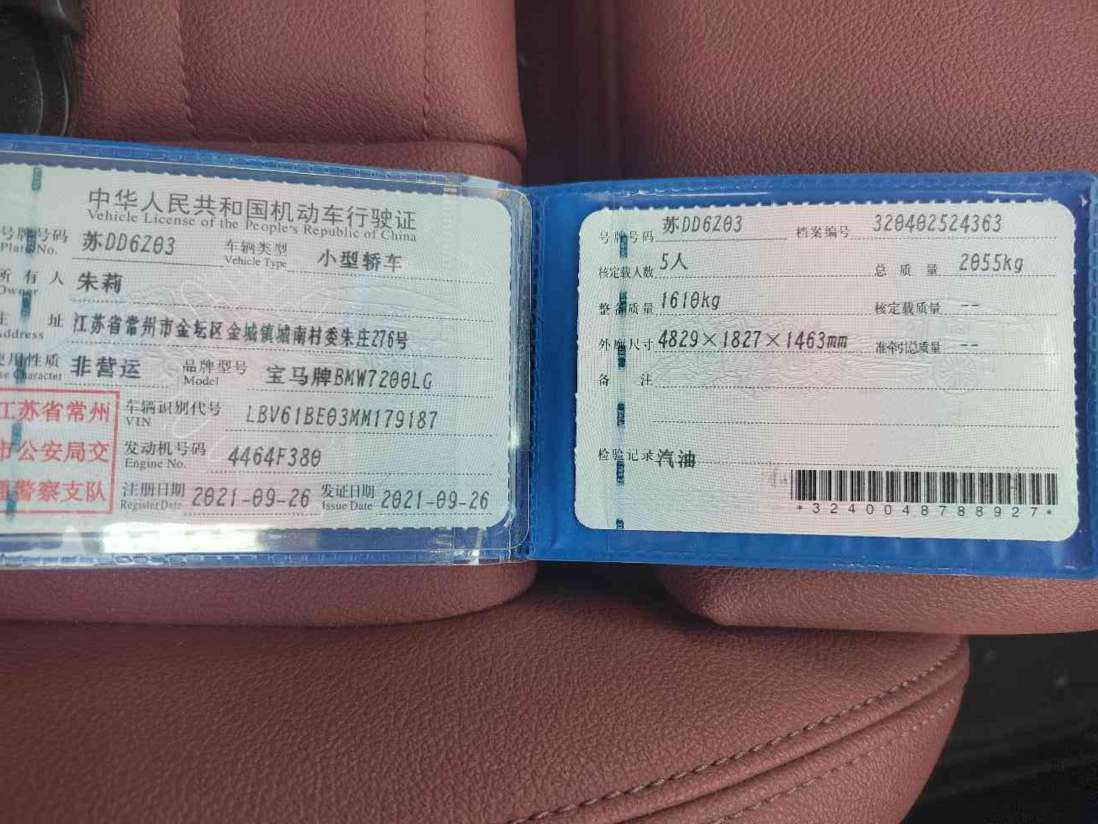 中华人民共和国机动车行驶证
Vehicle License of the People's Republic of China
号牌号码 苏DD6Z03 车辆类型 小型轿车
Plate No. Vehicle Type
所有人 朱莉
Owner
住址 江苏省常州市金坛区金城镇城南村委朱庄276号
Address
使用性质 非营运 品牌型号 宝马牌BMW7200LG
Use Character Model
江苏省常州
市公安局交
通警察支队
车辆识别代号 LBV61BE03MM179187
VIN
发动机号码 4464F380
Engine No.
注册日期 2021-09-26 发证日期 2021-09-26
Register Date Issue Date
号牌号码 苏DD6Z03 档案编号 320402524363
核定载人数 5人 总质量 2055kg
整备质量 1610kg 核定载质量 --
外廓尺寸 4829×1827×1463mm 准牵引总质量 --
备注
检验记录 汽油
*3240048788927*